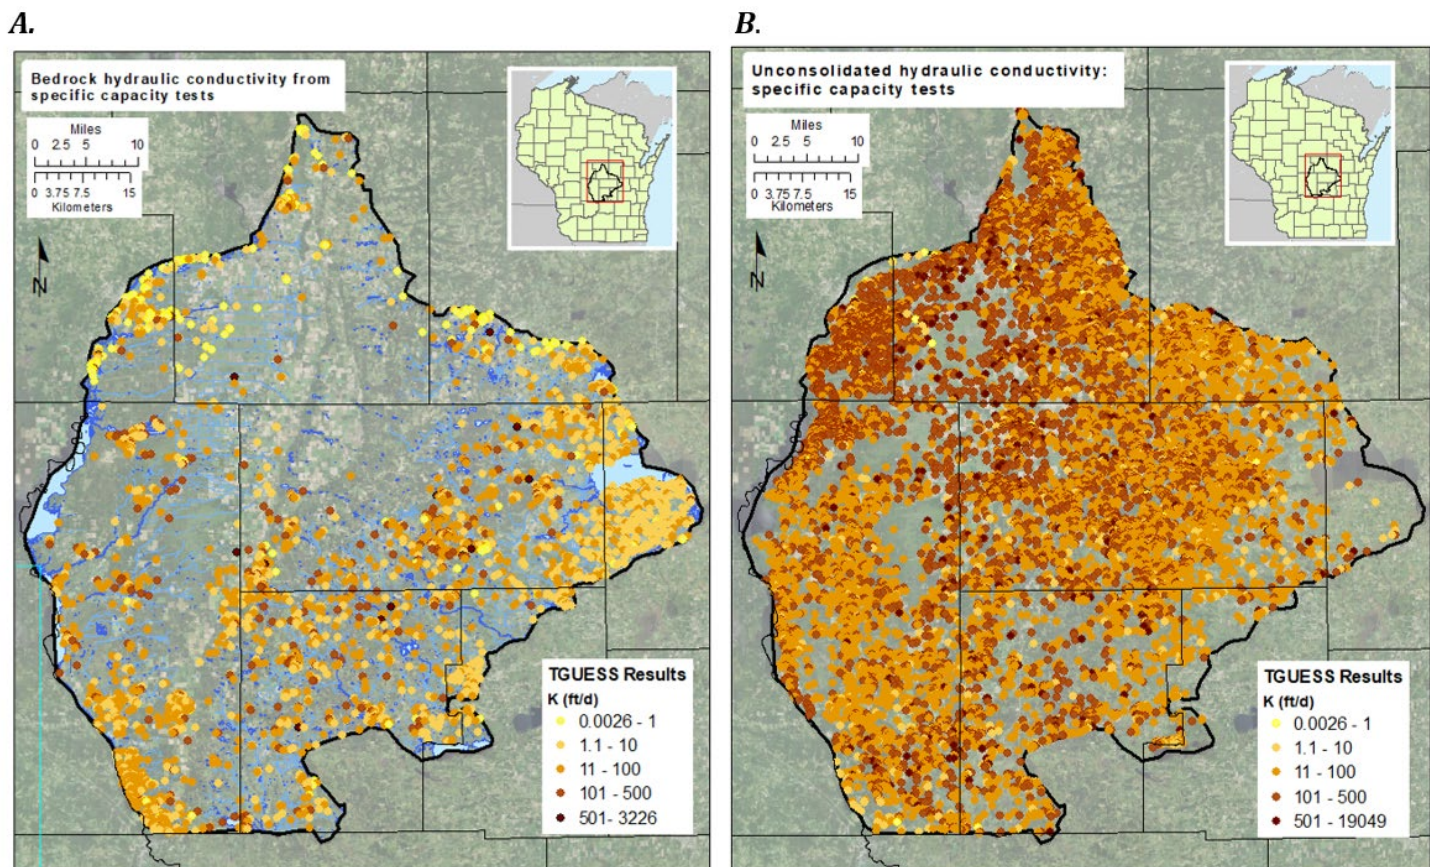 A.
Bedrock hydraulic conductivity from
specific capacity tests
Miles
0 2.5 5 10
0 3.75 7.5 15
Kilometers
N
TGUESS Results
K (ft/d)
0.0026 - 1
1.1 - 10
11 - 100
101 - 500
501- 3226
B.
Unconsolidated hydraulic conductivity:
specific capacity tests
Miles
0 2.5 5 10
0 3.75 7.5 15
Kilometers
N
TGUESS Results
K (ft/d)
0.0026 - 1
1.1 - 10
11 - 100
101 - 500
501 - 19049